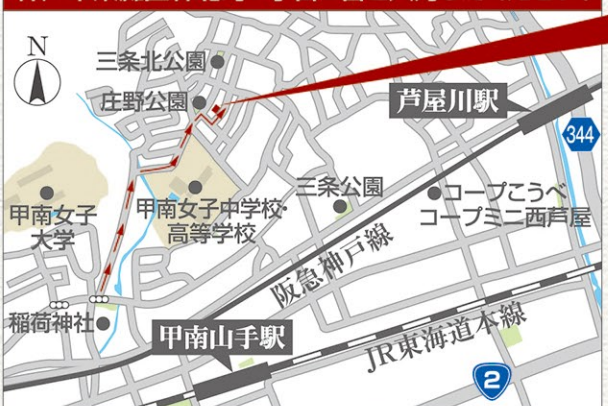 N
三条北公園
庄野公園
芦屋川駅
344
甲南女子
大学
甲南女子中学校・
高等学校
三条公園
コープこうべ
コープミニ西芦屋
阪急神戸線
稲荷神社
甲南山手駅
JR東海道本線
2